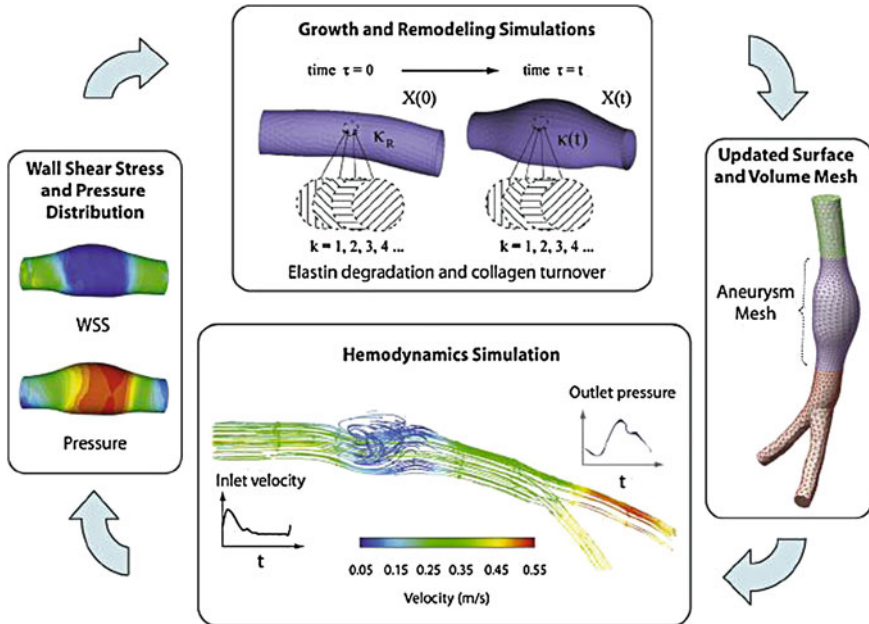 Growth and Remodeling Simulations
time τ = 0
time τ = t
X(0)
X(t)
κR
κ(t)
k = 1, 2, 3, 4 ...
k = 1, 2, 3, 4 ...
Elastin degradation and collagen turnover
Updated Surface
and Volume Mesh
Aneurysm
Mesh
Hemodynamics Simulation
Outlet pressure
t
Inlet velocity
t
0.05 0.15 0.25 0.35 0.45 0.55
Velocity (m/s)
Wall Shear Stress
and Pressure
Distribution
WSS
Pressure